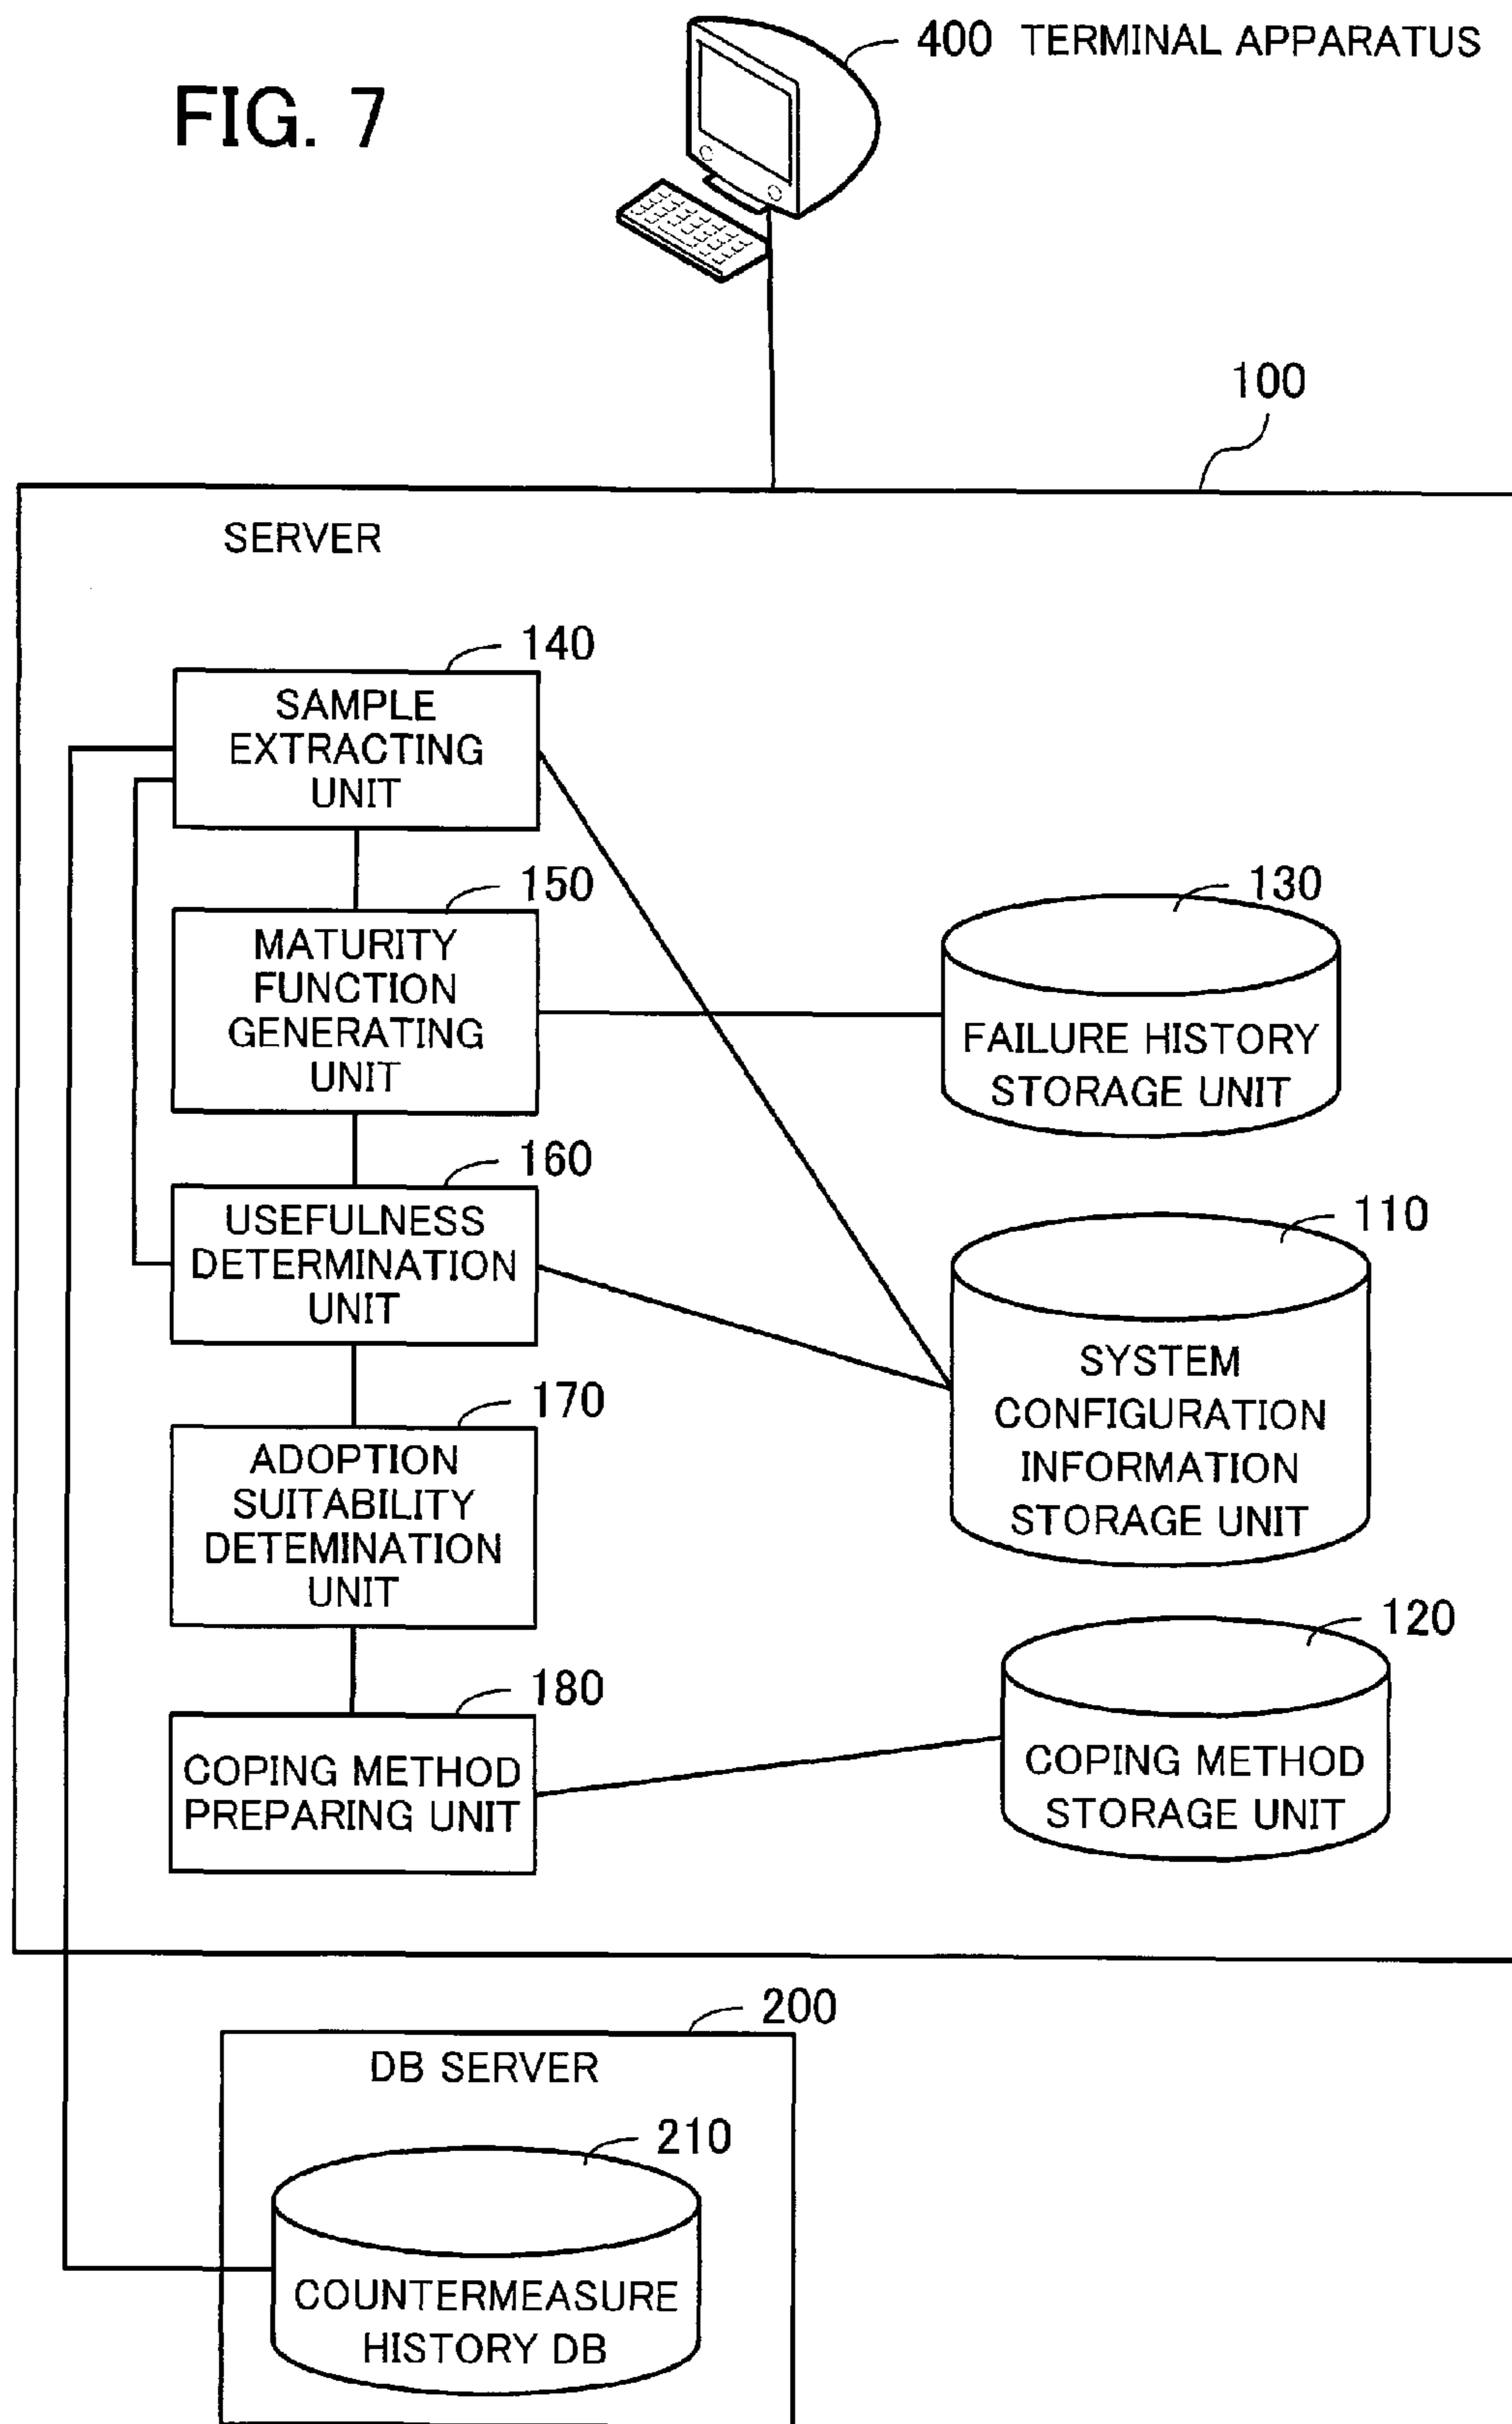 FIG. 7
400 TERMINAL APPARATUS
100
SERVER
140
SAMPLE
EXTRACTING
UNIT
150
MATURITY
FUNCTION
GENERATING
UNIT
130
FAILURE HISTORY
STORAGE UNIT
160
USEFULNESS
DETERMINATION
UNIT
110
SYSTEM
CONFIGURATION
INFORMATION
STORAGE UNIT
170
ADOPTION
SUITABILITY
DETEMINATION
UNIT
120
COPING METHOD
STORAGE UNIT
180
COPING METHOD
PREPARING UNIT
200
DB SERVER
210
COUNTERMEASURE
HISTORY DB